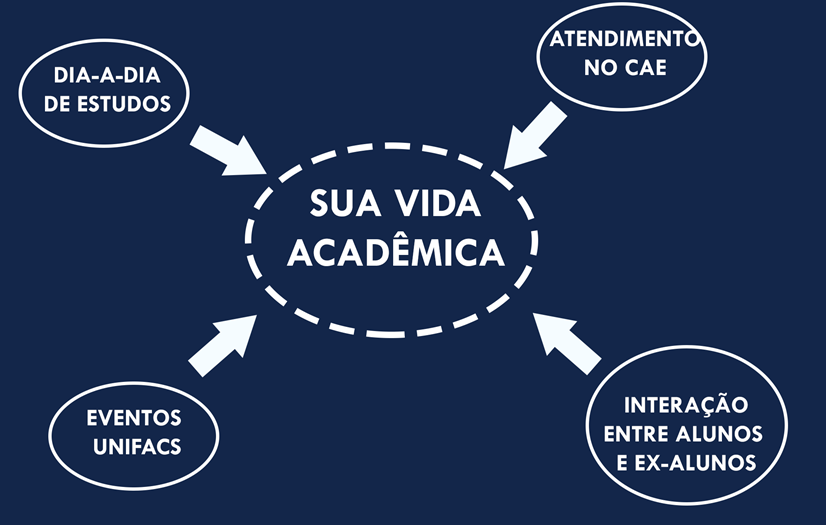 DIA-A-DIA
DE ESTUDOS
ATENDIMENTO
NO CAE
SUA VIDA
ACADÊMICA
EVENTOS
UNIFACS
INTERAÇÃO
ENTRE ALUNOS
E EX-ALUNOS